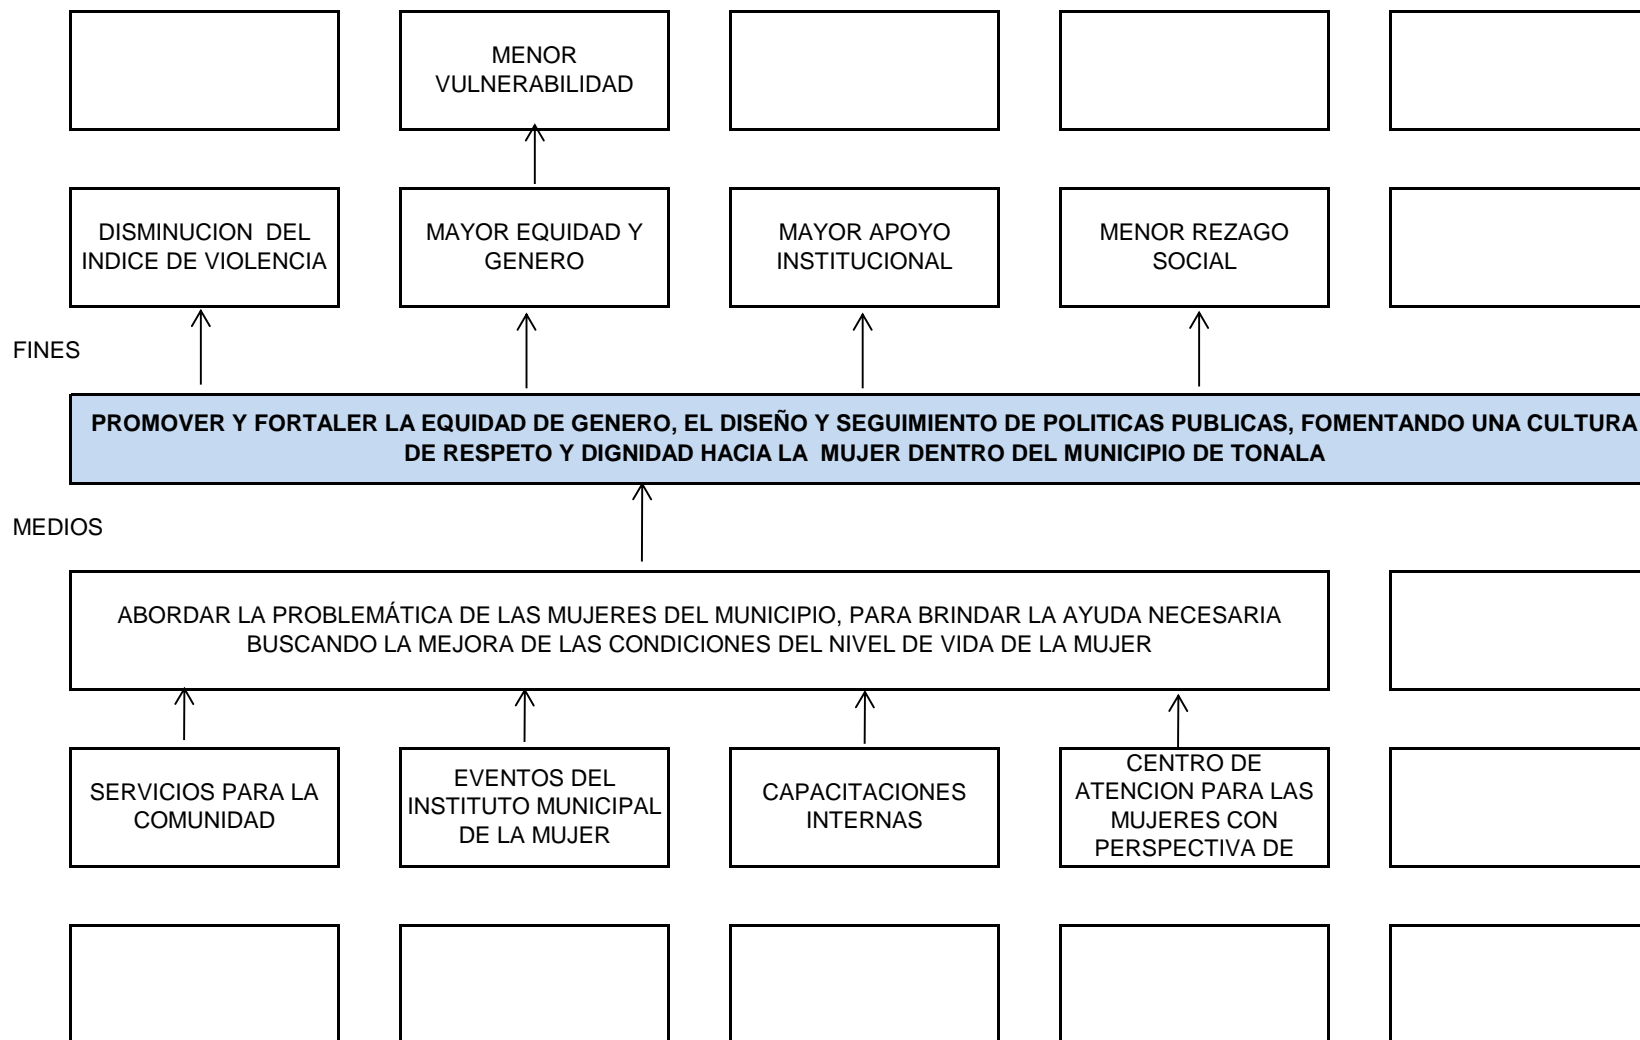 MENOR
VULNERABILIDAD
DISMINUCION  DEL
INDICE DE VIOLENCIA
MAYOR EQUIDAD Y
GENERO
MAYOR APOYO
INSTITUCIONAL
MENOR REZAGO
SOCIAL
FINES
PROMOVER Y FORTALER LA EQUIDAD DE GENERO, EL DISEÑO Y SEGUIMIENTO DE POLITICAS PUBLICAS, FOMENTANDO UNA CULTURA
DE RESPETO Y DIGNIDAD HACIA LA  MUJER DENTRO DEL MUNICIPIO DE TONALA
MEDIOS
ABORDAR LA PROBLEMÁTICA DE LAS MUJERES DEL MUNICIPIO, PARA BRINDAR LA AYUDA NECESARIA
BUSCANDO LA MEJORA DE LAS CONDICIONES DEL NIVEL DE VIDA DE LA MUJER
SERVICIOS PARA LA
COMUNIDAD
EVENTOS DEL
INSTITUTO MUNICIPAL
DE LA MUJER
CAPACITACIONES
INTERNAS
CENTRO DE
ATENCION PARA LAS
MUJERES CON
PERSPECTIVA DE